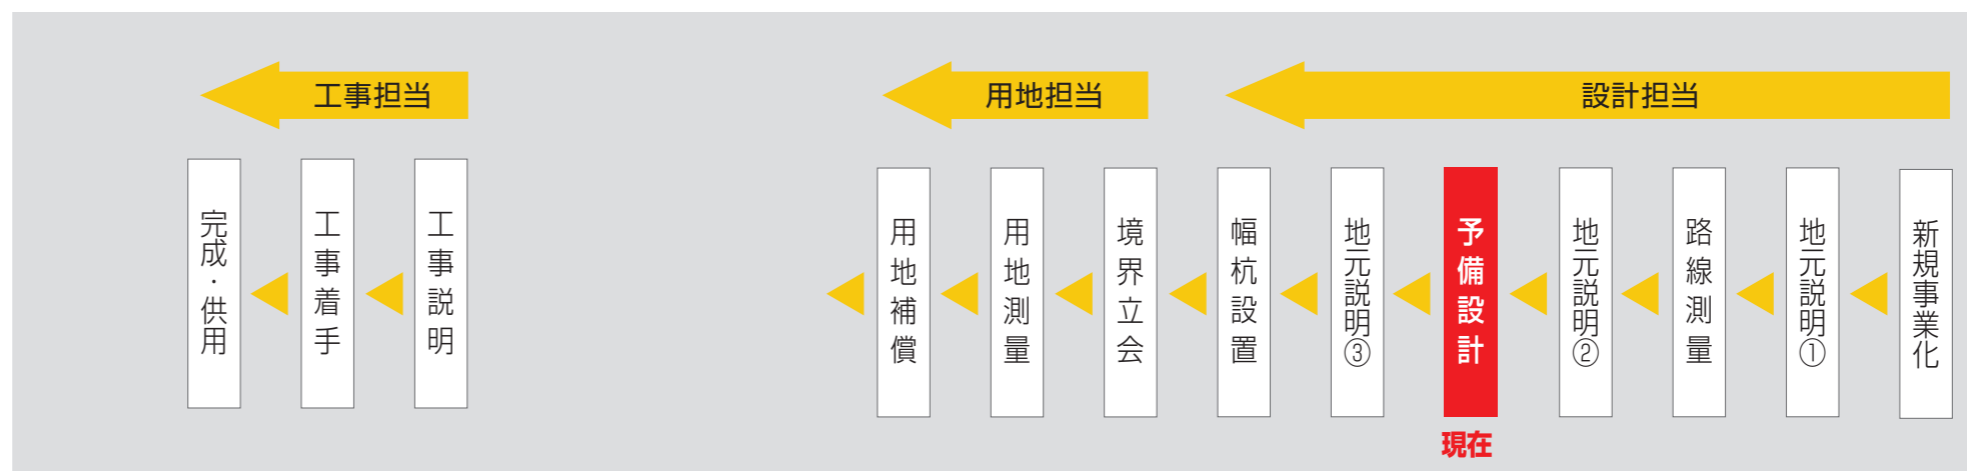 設計担当
用地担当
工事担当
新規事業化
地元説明①
路線測量
地元説明②
予備設計
現在
地元説明③
幅杭設置
境界立会
用地測量
用地補償
工事説明
工事着手
完成・供用